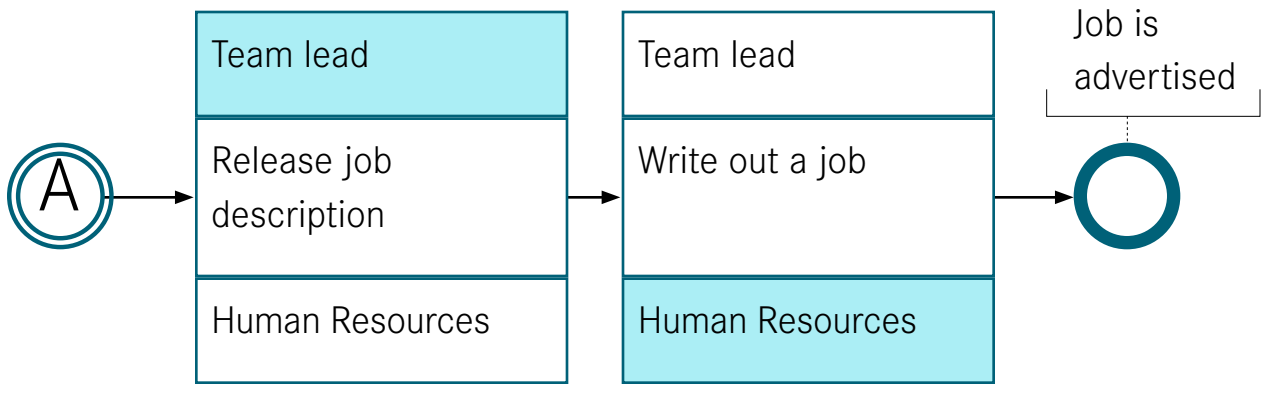 A
Team lead
Release job
description
Human Resources
Team lead
Write out a job
Human Resources
Job is
advertised